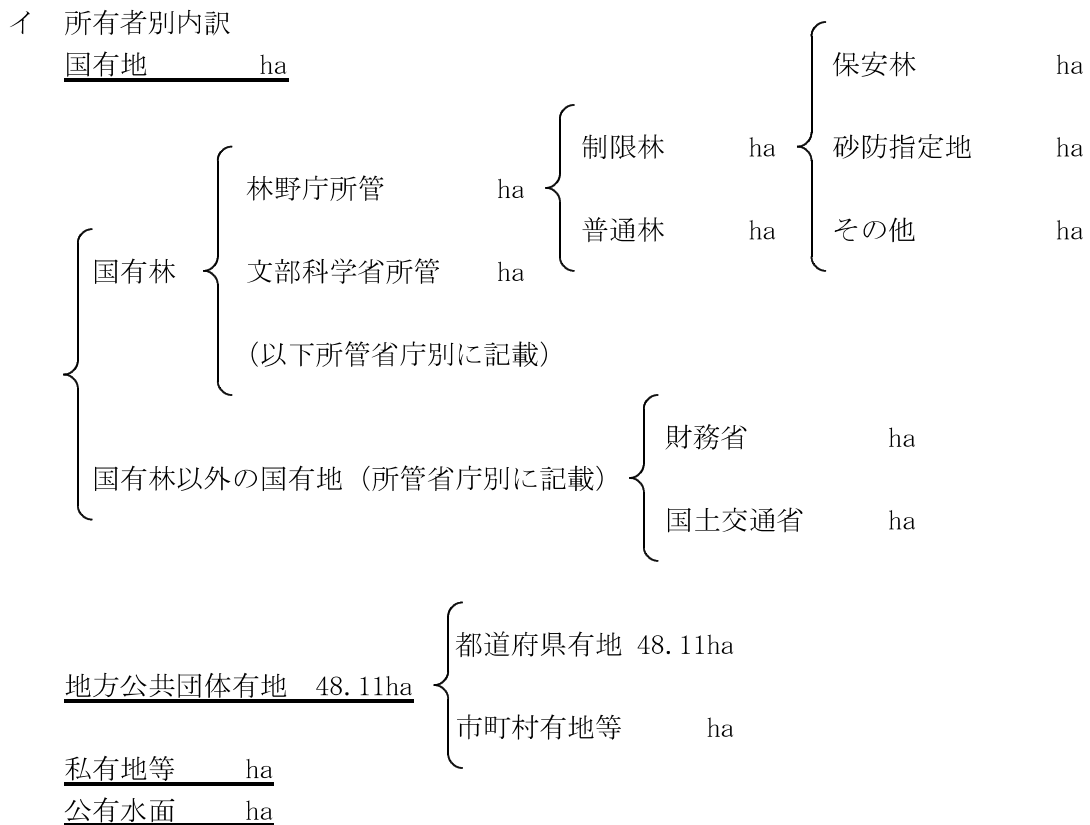 イ 所有者別内訳
国有地 ha
保安林 ha
制限林 ha
砂防指定地 ha
林野庁所管 ha
普通林 ha
その他 ha
国有林
文部科学省所管 ha
(以下所管省庁別に記載)
財務省 ha
国有林以外の国有地(所管省庁別に記載)
国土交通省 ha
都道府県有地 48.11ha
地方公共団体有地 48.11ha
市町村有地等 ha
私有地等 ha
公有水面 ha